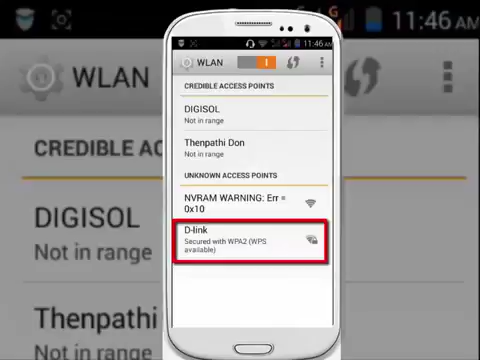 11:46 AM
11:46 AM
WLAN
WLAN
CREDIBLE ACCESS POINTS
CREDIBLE AC
DIGISOL
Not in range
DIGISOL
Not in range
Thenpathi Don
Not in range
Thenpathi
Not in range
UNKNOWN ACCESS POINTS
NVRAM WARNING: Err =
0x10
D-link
Secured with WPA2 (WPS
available)